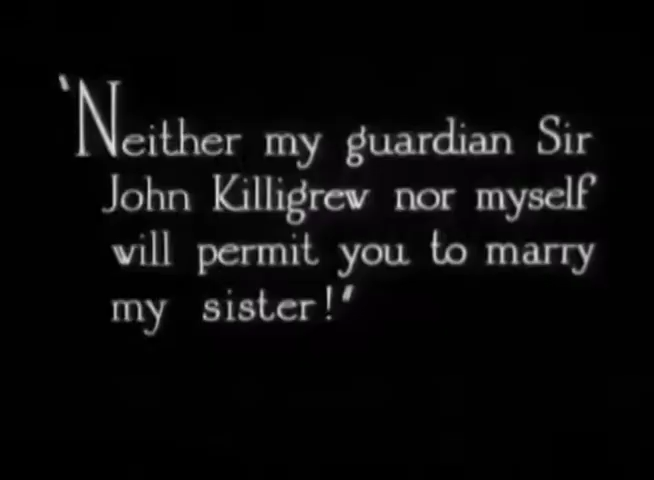 'Neither my guardian Sir
John Killigrew nor myself
will permit you to marry
my sister!"